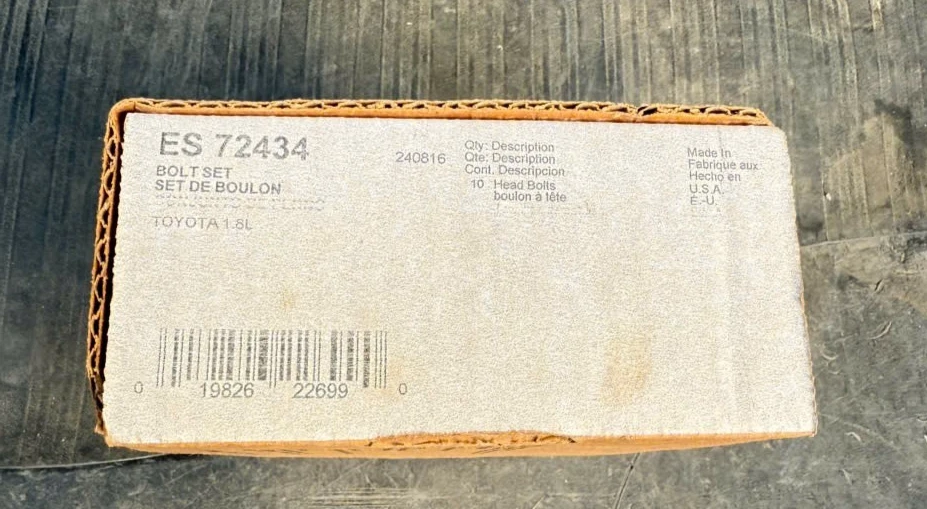 ES 72434
BOLT SET
SET DE BOULON
TOYOTA 1.8L
240816
Qty: Description
Qte: Description
Cont. Descripcion
10 Head Bolts
boulon à tête
Made In
Fabrique aux
Hecho en
U.S.A.
E.-U.
0 19826 22699 0